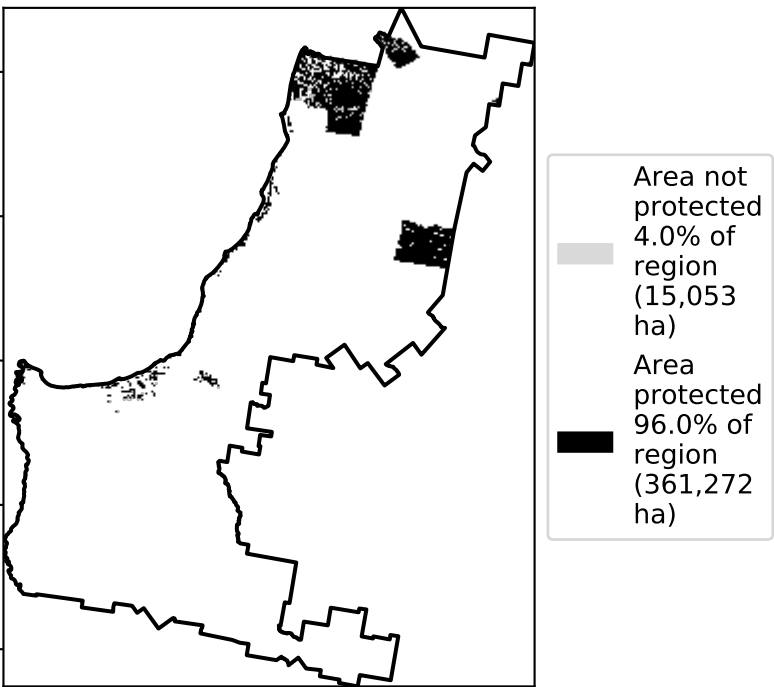 Area not
protected
4.0% of
region
(15,053
ha)
Area
protected
96.0% of
region
(361,272
ha)